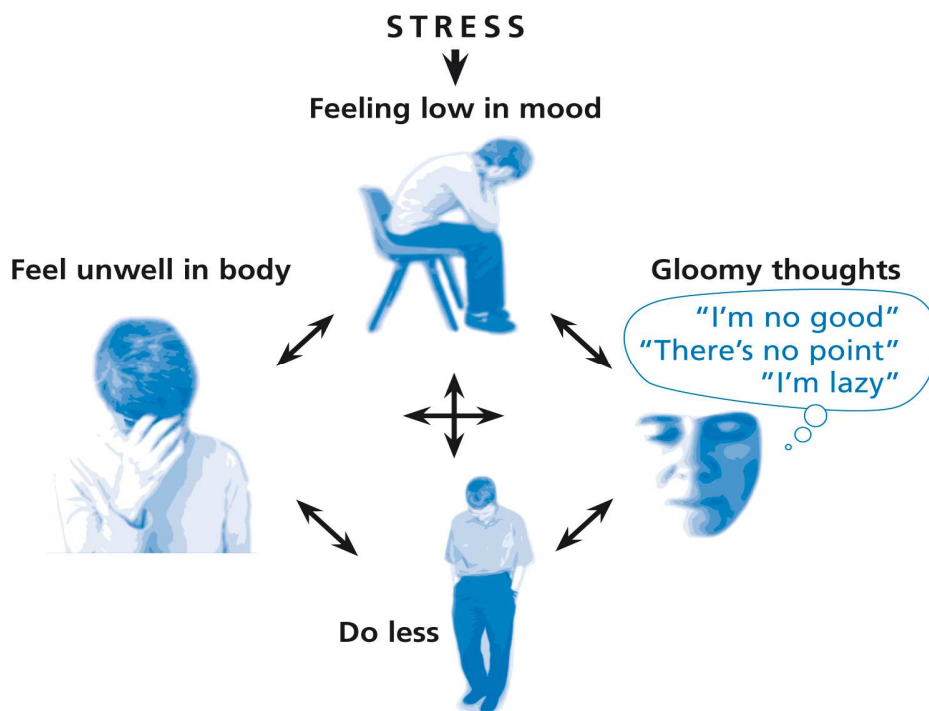 STRESS
Feeling low in mood
Feel unwell in body
Gloomy thoughts
"I'm no good"
"There's no point"
"I'm lazy"
Do less